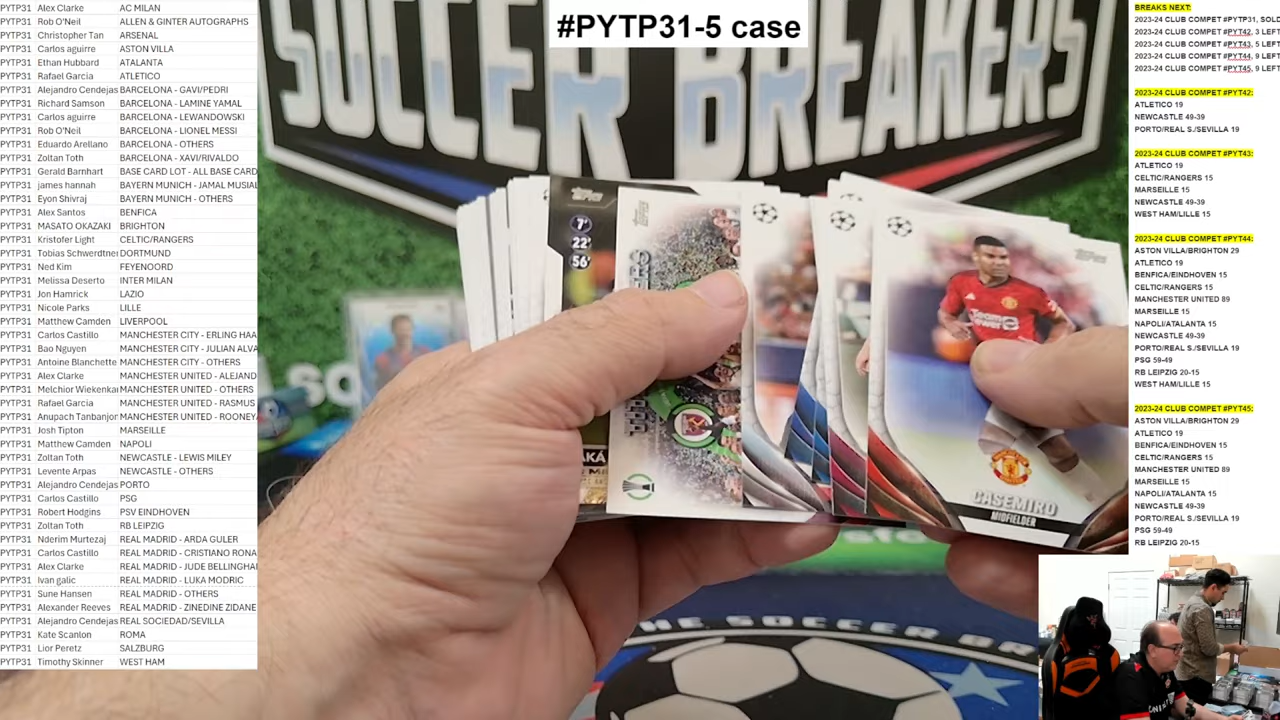 #PYTP31-5 case
PYTP31 Alex Clarke AC MILAN
PYTP31 Rob O'Neil ALLEN & GINTER AUTOGRAPHS
PYTP31 Christopher Tan ARSENAL
PYTP31 Carlos aguirre ASTON VILLA
PYTP31 Ethan Hubbard ATALANTA
PYTP31 Rafael Garcia ATLETICO
PYTP31 Alejandro Cendejas BARCELONA - GAVI/PEDRI
PYTP31 Richard Samson BARCELONA - LAMINE YAMAL
PYTP31 Carlos aguirre BARCELONA - LEWANDOWSKI
PYTP31 Rob O'Neil BARCELONA - LIONEL MESSI
PYTP31 Eduardo Arellano BARCELONA - OTHERS
PYTP31 Zoltan Toth BARCELONA - XAVI/RIVALDO
PYTP31 Gerald Barnhart BASE CARD LOT - ALL BASE CARD
PYTP31 james hannah BAYERN MUNICH - JAMAL MUSIAL
PYTP31 Eyon Shivraj BAYERN MUNICH - OTHERS
PYTP31 Alex Santos BENFICA
PYTP31 MASATO OKAZAKI BRIGHTON
PYTP31 Kristofer Light CELTIC/RANGERS
PYTP31 Tobias Schwerdtner DORTMUND
PYTP31 Ned Kim FEYENOORD
PYTP31 Melissa Deserto INTER MILAN
PYTP31 Jon Hamrick LAZIO
PYTP31 Nicole Parks LILLE
PYTP31 Matthew Camden LIVERPOOL
PYTP31 Carlos Castillo MANCHESTER CITY - ERLING HAA
PYTP31 Bao Nguyen MANCHESTER CITY - JULIAN ALVA
PYTP31 Antoine Blanchette MANCHESTER CITY - OTHERS
PYTP31 Alex Clarke MANCHESTER UNITED - ALEJAND
PYTP31 Melchior Wiekenkar MANCHESTER UNITED - OTHERS
PYTP31 Rafael Garcia MANCHESTER UNITED - RASMUS
PYTP31 Anupach Tanbanjor MANCHESTER UNITED - ROONEY
PYTP31 Josh Tipton MARSEILLE
PYTP31 Matthew Camden NAPOLI
PYTP31 Zoltan Toth NEWCASTLE - LEWIS MILEY
PYTP31 Levente Arpas NEWCASTLE - OTHERS
PYTP31 Alejandro Cendejas PORTO
PYTP31 Carlos Castillo PSG
PYTP31 Robert Hodgins PSV EINDHOVEN
PYTP31 Zoltan Toth RB LEIPZIG
PYTP31 Nderim Murtezaj REAL MADRID - ARDA GULER
PYTP31 Carlos Castillo REAL MADRID - CRISTIANO RONA
PYTP31 Alex Clarke REAL MADRID - JUDE BELLINGHA
PYTP31 Ivan galic REAL MADRID - LUKA MODRIC
PYTP31 Sune Hansen REAL MADRID - OTHERS
PYTP31 Alexander Reeves REAL MADRID - ZINEDINE ZIDANE
PYTP31 Alejandro Cendejas REAL SOCIEDAD/SEVILLA
PYTP31 Kate Scanlon ROMA
PYTP31 Lior Peretz SALZBURG
PYTP31 Timothy Skinner WEST HAM
SOCCER BREAKERS
topps
7'
22'
56'
topps
topps
CASEMIRO
MIDFIELDER
THE SOCCER BR
BREAKS NEXT:
2023-24 CLUB COMPET #PYTP31, SOLD
2023-24 CLUB COMPET #PYT42, 3 LEFT
2023-24 CLUB COMPET #PYT43, 5 LEFT
2023-24 CLUB COMPET #PYT44, 9 LEFT
2023-24 CLUB COMPET #PYT45, 9 LEFT
2023-24 CLUB COMPET #PYT42:
ATLETICO 19
NEWCASTLE 49-39
PORTO/REAL S./SEVILLA 19
2023-24 CLUB COMPET #PYT43:
ATLETICO 19
CELTIC/RANGERS 15
MARSEILLE 15
NEWCASTLE 49-39
WEST HAM/LILLE 15
2023-24 CLUB COMPET #PYT44:
ASTON VILLA/BRIGHTON 29
ATLETICO 19
BENFICA/EINDHOVEN 15
CELTIC/RANGERS 15
MANCHESTER UNITED 89
MARSEILLE 15
NAPOLI/ATALANTA 15
NEWCASTLE 49-39
PORTO/REAL S./SEVILLA 19
PSG 59-49
RB LEIPZIG 20-15
WEST HAM/LILLE 15
2023-24 CLUB COMPET #PYT45:
ASTON VILLA/BRIGHTON 29
ATLETICO 19
BENFICA/EINDHOVEN 15
CELTIC/RANGERS 15
MANCHESTER UNITED 89
MARSEILLE 15
NAPOLI/ATALANTA 15
NEWCASTLE 49-39
PORTO/REAL S./SEVILLA 19
PSG 59-49
RB LEIPZIG 20-15